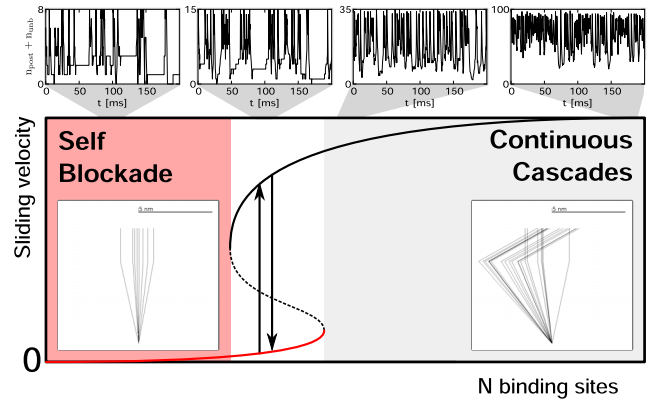 8
15
35
100
n_post + n_unb
0
0
0
0
0 50 100 150
0 50 100 150
0 50 100 150
0 50 100 150
t [ms]
t [ms]
t [ms]
t [ms]
Self
Blockade
Continuous
Cascades
Sliding velocity
5 nm
5 nm
0
N binding sites